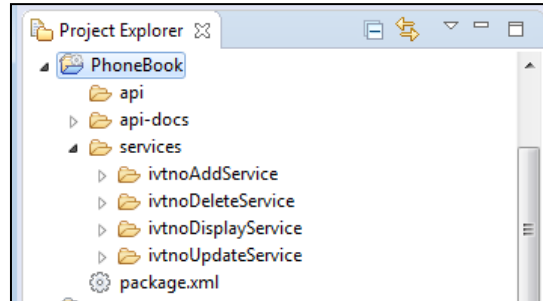 Project Explorer
PhoneBook
api
api-docs
services
ivtnoAddService
ivtnoDeleteService
ivtnoDisplayService
ivtnoUpdateService
package.xml